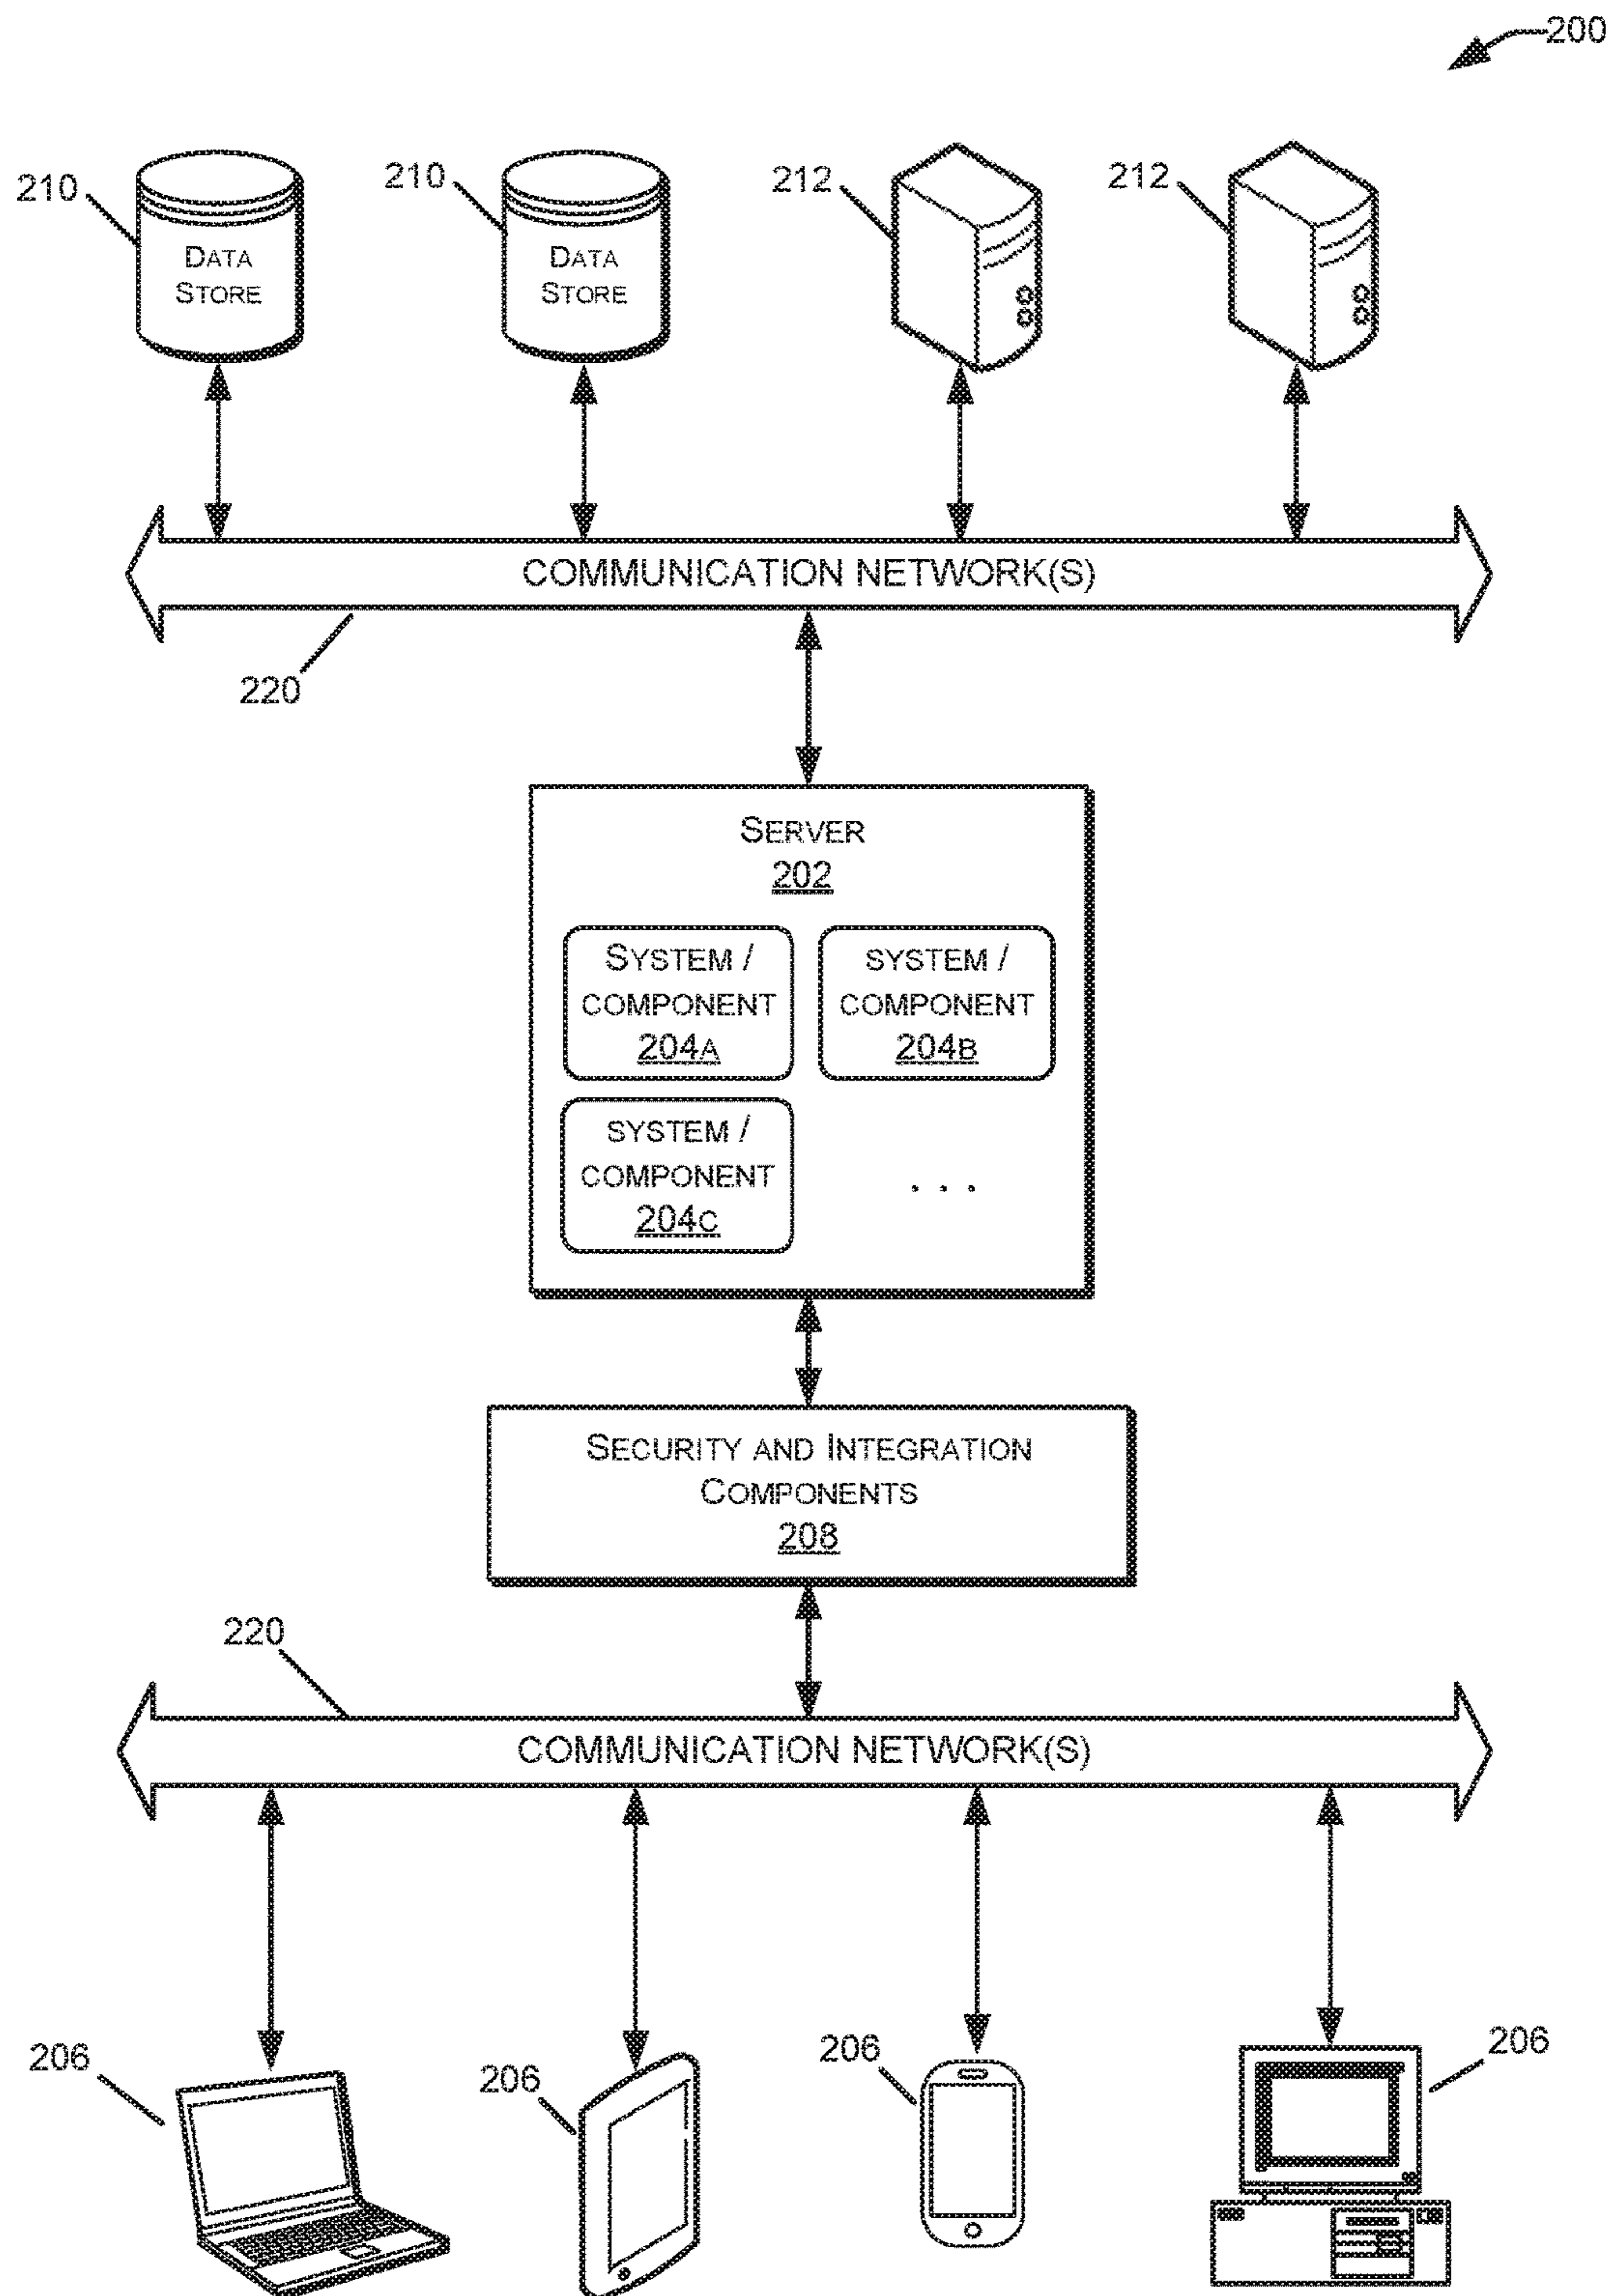 200
210
210
212
212
DATA
STORE
DATA
STORE
COMMUNICATION NETWORK(S)
220
SERVER
202
SYSTEM /
COMPONENT
204A
SYSTEM /
COMPONENT
204B
SYSTEM /
COMPONENT
204C
. . .
SECURITY AND INTEGRATION
COMPONENTS
208
220
COMMUNICATION NETWORK(S)
206
206
206
206